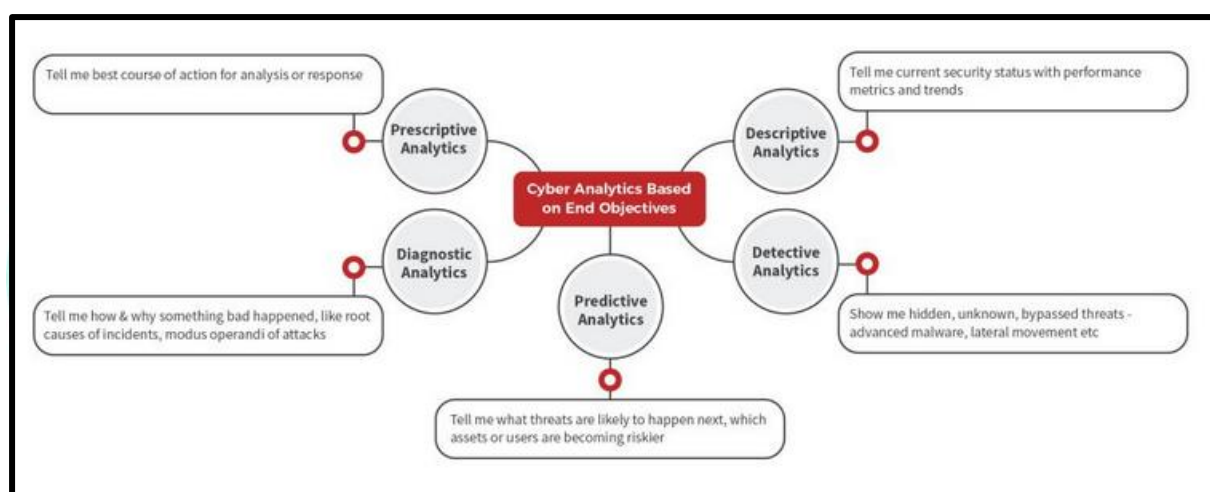 Tell me best course of action for analysis or response
Prescriptive
Analytics
Tell me current security status with performance
metrics and trends
Descriptive
Analytics
Cyber Analytics Based
on End Objectives
Diagnostic
Analytics
Tell me how & why something bad happened, like root
causes of incidents, modus operandi of attacks
Detective
Analytics
Show me hidden, unknown, bypassed threats -
advanced malware, lateral movement etc
Predictive
Analytics
Tell me what threats are likely to happen next, which
assets or users are becoming riskier